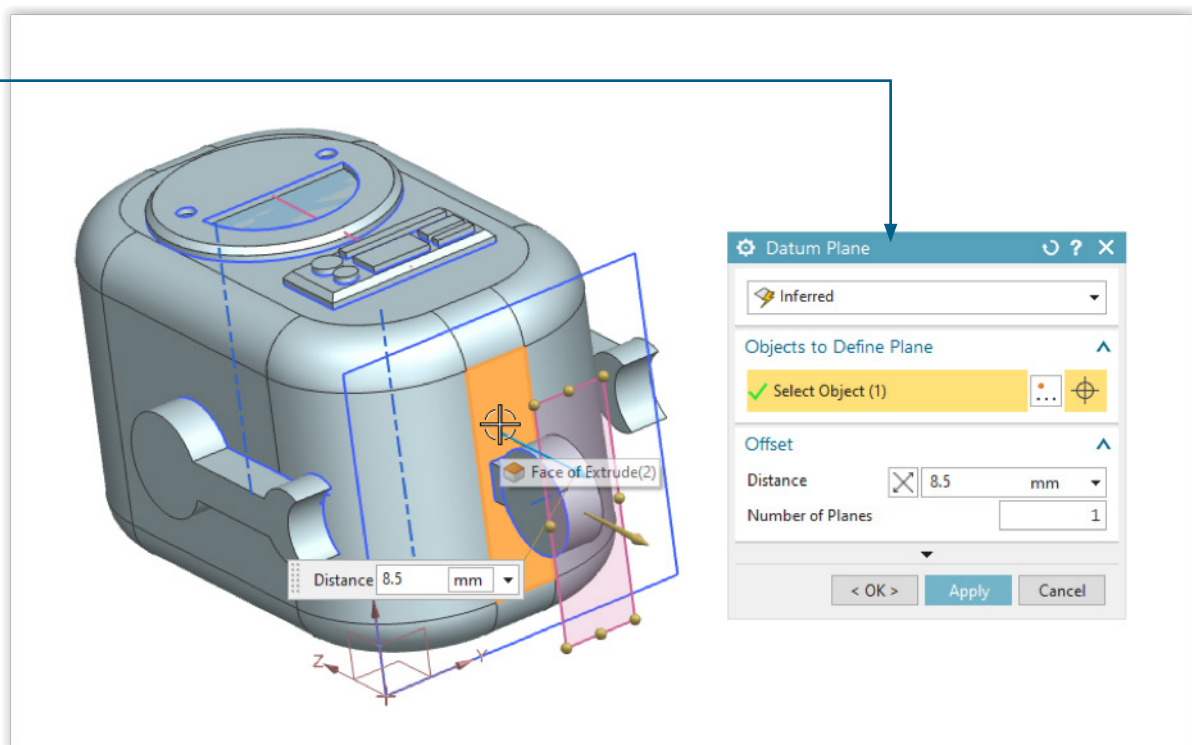 Datum Plane
Inferred
Objects to Define Plane
Select Object (1)
Offset
Distance 8.5 mm
Number of Planes 1
< OK > Apply Cancel
Face of Extrude(2)
Distance 8.5 mm
Z
Y